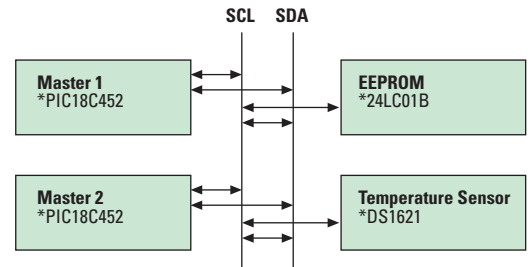 SCL SDA
Master 1
*PIC18C452
EEPROM
*24LC01B
Master 2
*PIC18C452
Temperature Sensor
*DS1621